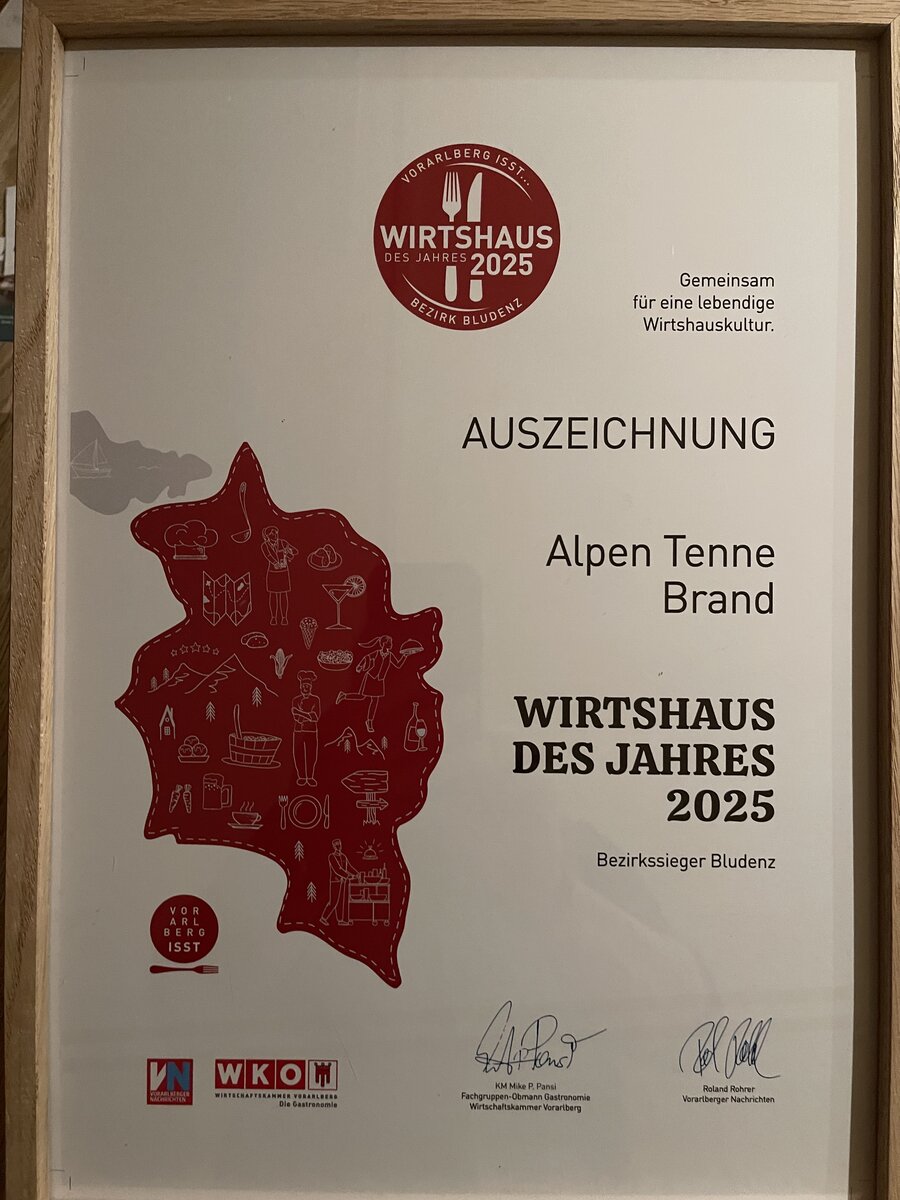 VORARLBERG ISST...
WIRTSHAUS
DES JAHRES 2025
BEZIRK BLUDENZ
Gemeinsam
für eine lebendige
Wirtshauskultur.
AUSZEICHNUNG
Alpen Tenne
Brand
WIRTSHAUS
DES JAHRES
2025
Bezirkssieger Bludenz
VOR
ARL
BERG
ISST
VN
VORARLBERGER
NACHRICHTEN
WKO
WIRTSCHAFTSKAMMER VORARLBERG
Die Gastronomie
KM Mike P. Pansi
Fachgruppen-Obmann Gastronomie
Wirtschaftskammer Vorarlberg
Roland Rohrer
Vorarlberger Nachrichten